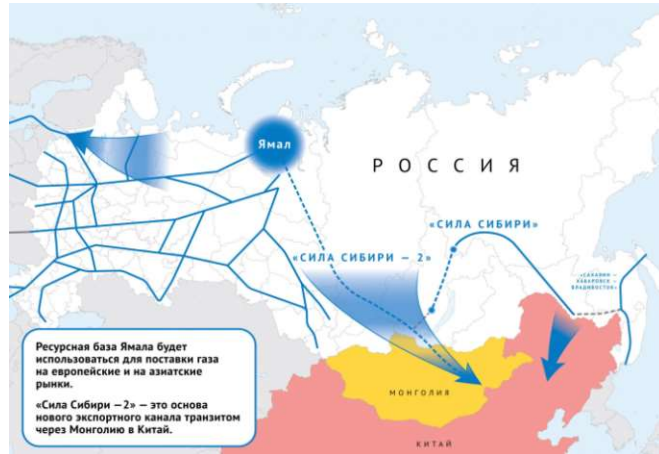 Ямал
РОССИЯ
«СИЛА СИБИРИ»
«СИЛА СИБИРИ — 2»
«САХАЛИН —
ХАБАРОВСК —
ВЛАДИВОСТОК»
Ресурсная база Ямала будет
использоваться для поставки газа
на европейские и на азиатские
рынки.
«Сила Сибири —2» — это основа
нового экспортного канала транзитом
через Монголию в Китай.
МОНГОЛИЯ
КИТАЙ